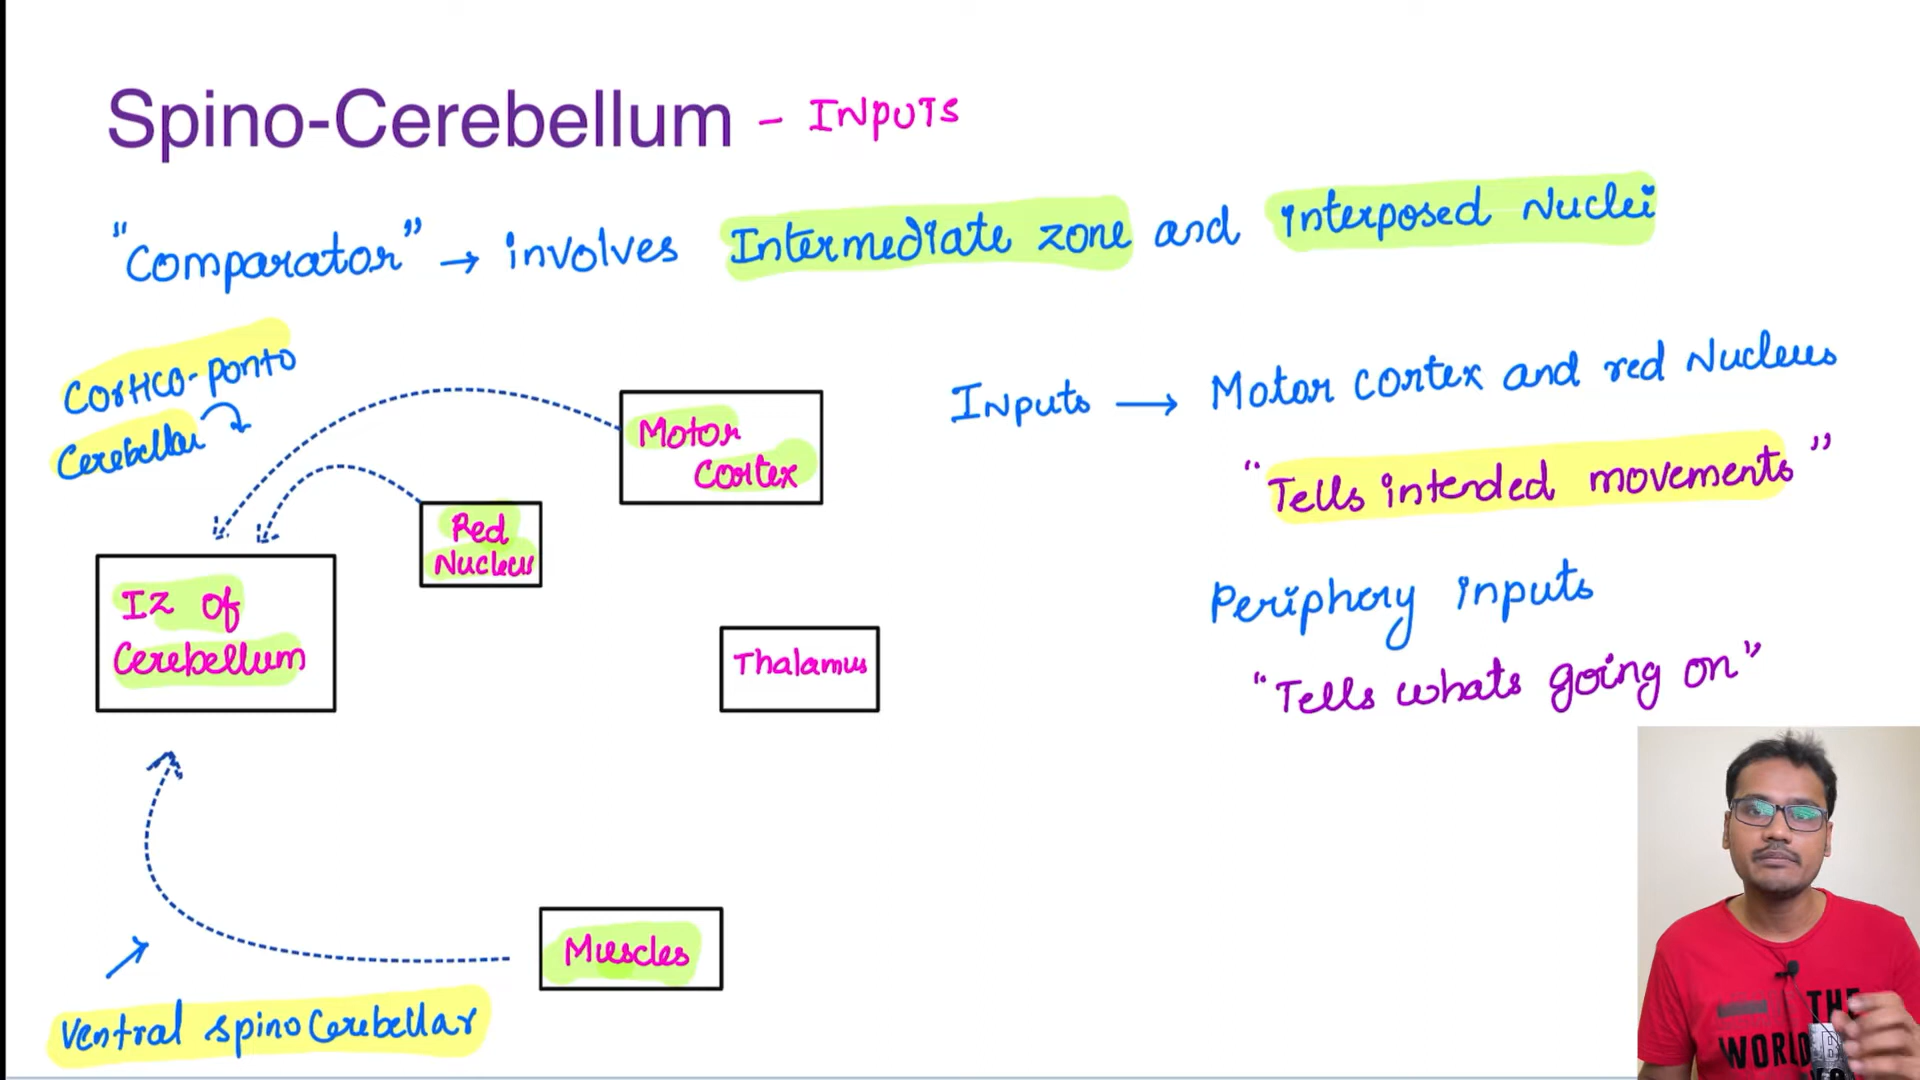 Spino-Cerebellum - INPUTS
"Comparator" → involves Intermediate zone and interposed Nuclei
Cortico-Ponto
Cerebellar
Motor
Cortex
Red
Nucleus
IZ of
Cerebellum
Thalamus
Muscles
Ventral spinoCerebellar
Inputs → Motor cortex and red Nucleus
"Tells intended movements"
Periphery inputs
"Tells whats going on"
THE
WORLD